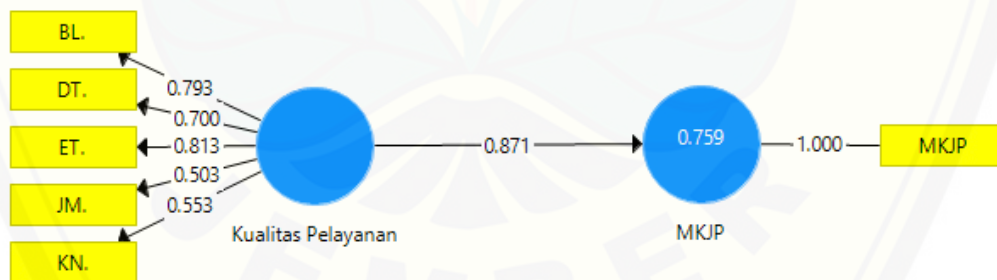 BL.
DT.
ET.
JM.
KN.
0.793
0.700
0.813
0.503
0.553
Kualitas Pelayanan
0.871
0.759
MKJP
1.000
MKJP